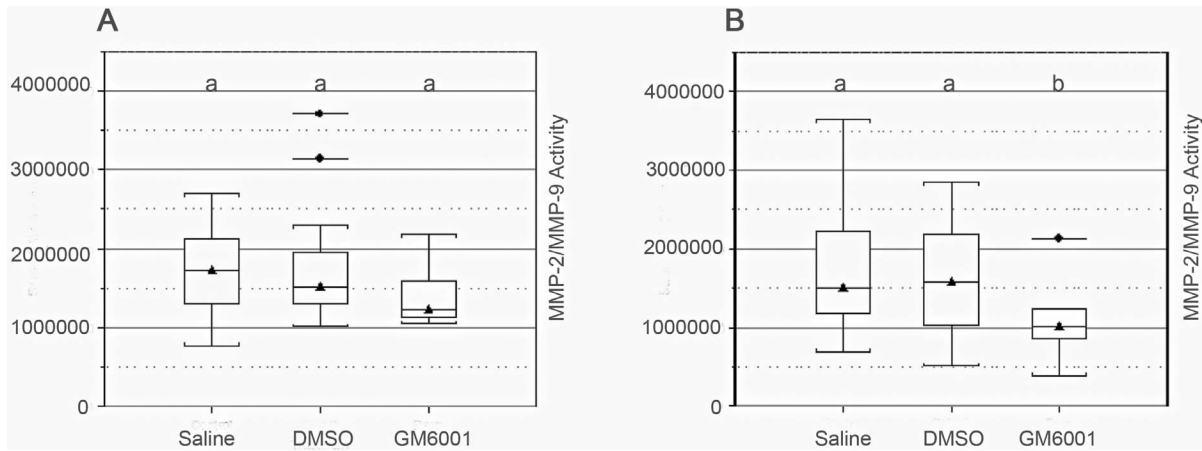 A
4000000
3000000
2000000
1000000
0
a a a
Saline DMSO GM6001
MMP-2/MMP-9 Activity
B
4000000
3000000
2000000
1000000
0
a a b
Saline DMSO GM6001
MMP-2/MMP-9 Activity